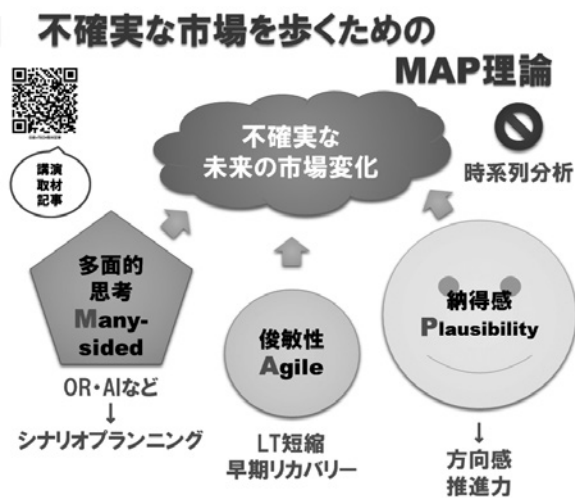 不確実な市場を歩くための
MAP理論
講演
取材
記事
不確実な
未来の市場変化
時系列分析
多面的
思考
Many-
sided
OR・AIなど
↓
シナリオプランニング
俊敏性
Agile
LT短縮
早期リカバリー
納得感
Plausibility
↓
方向感
推進力